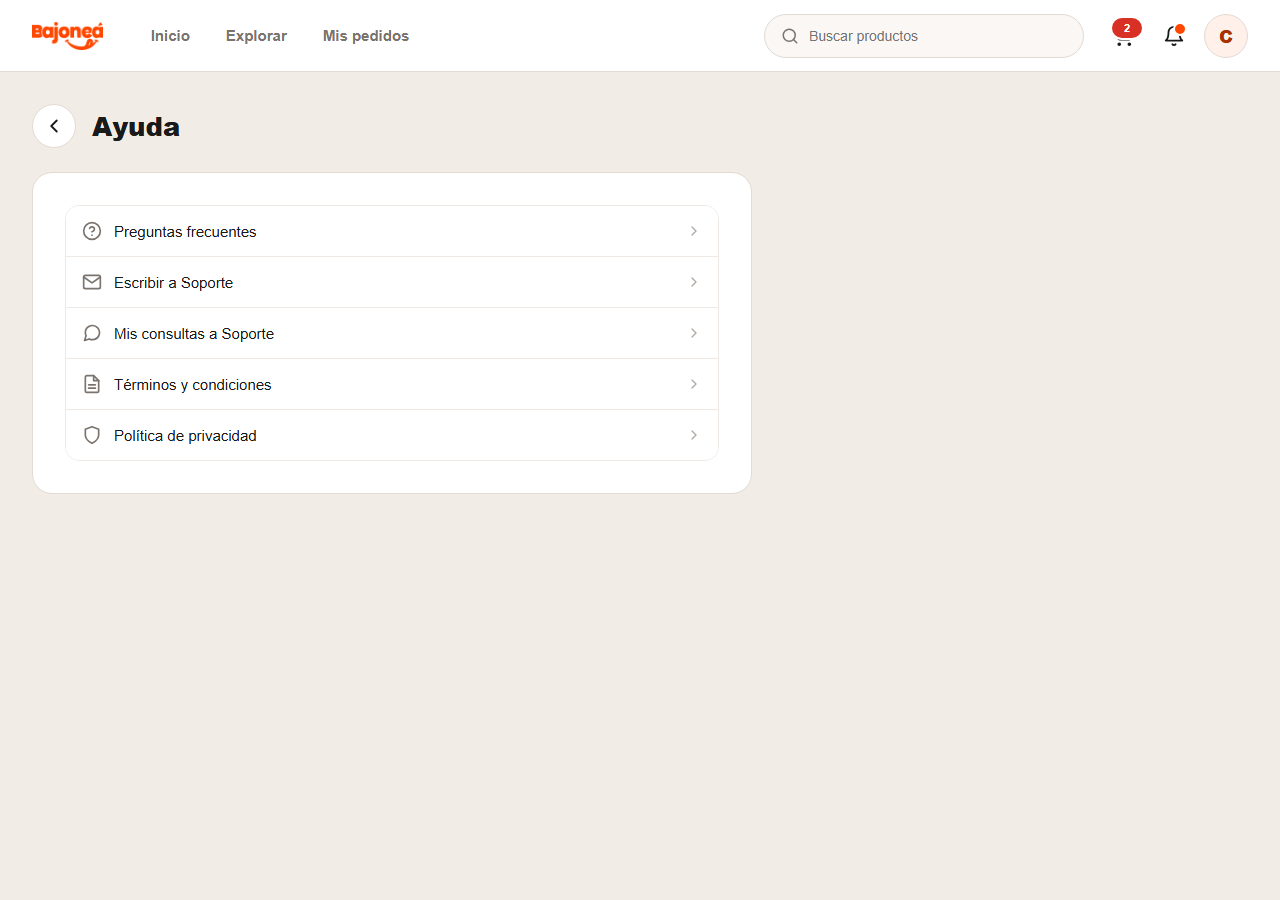 Bajoneá
Inicio
Explorar
Mis pedidos
Buscar productos
2
C
Ayuda
Preguntas frecuentes
Escribir a Soporte
Mis consultas a Soporte
Términos y condiciones
Política de privacidad